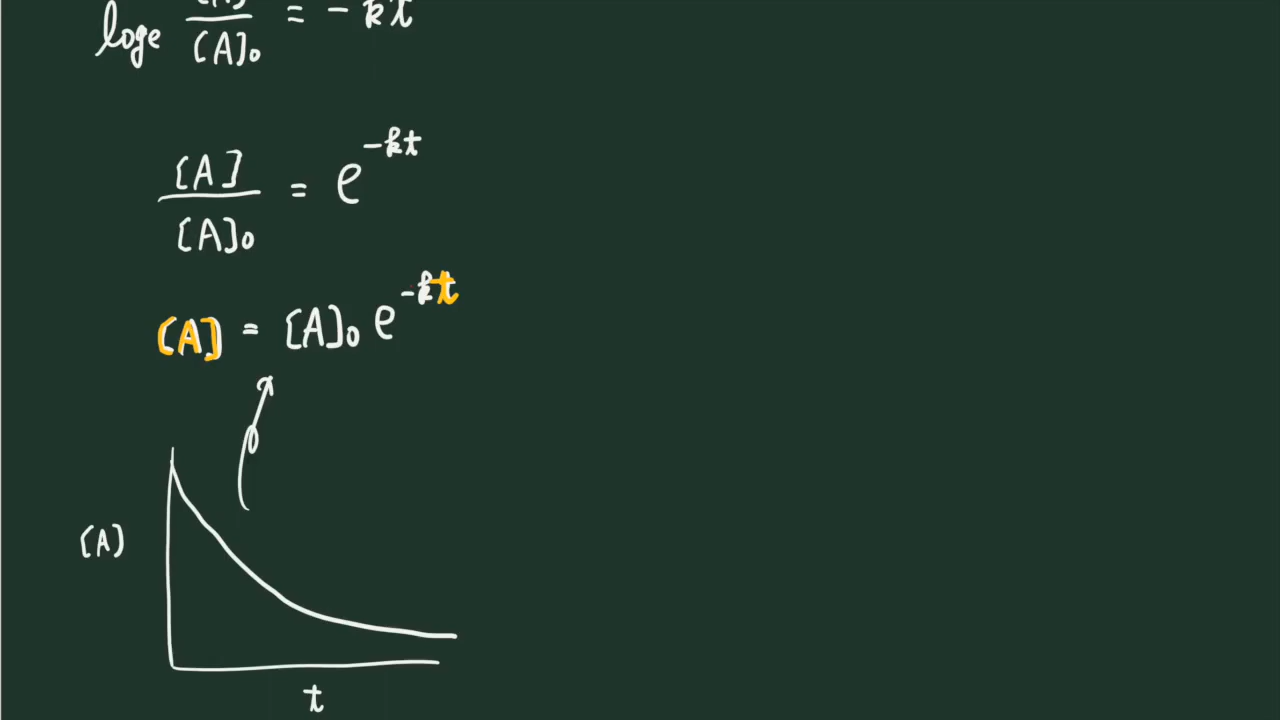 loge [A]/[A]₀ = -kt
[A]/[A]₀ = e^-kt
[A] = [A]₀ e^-kt
[A]
t